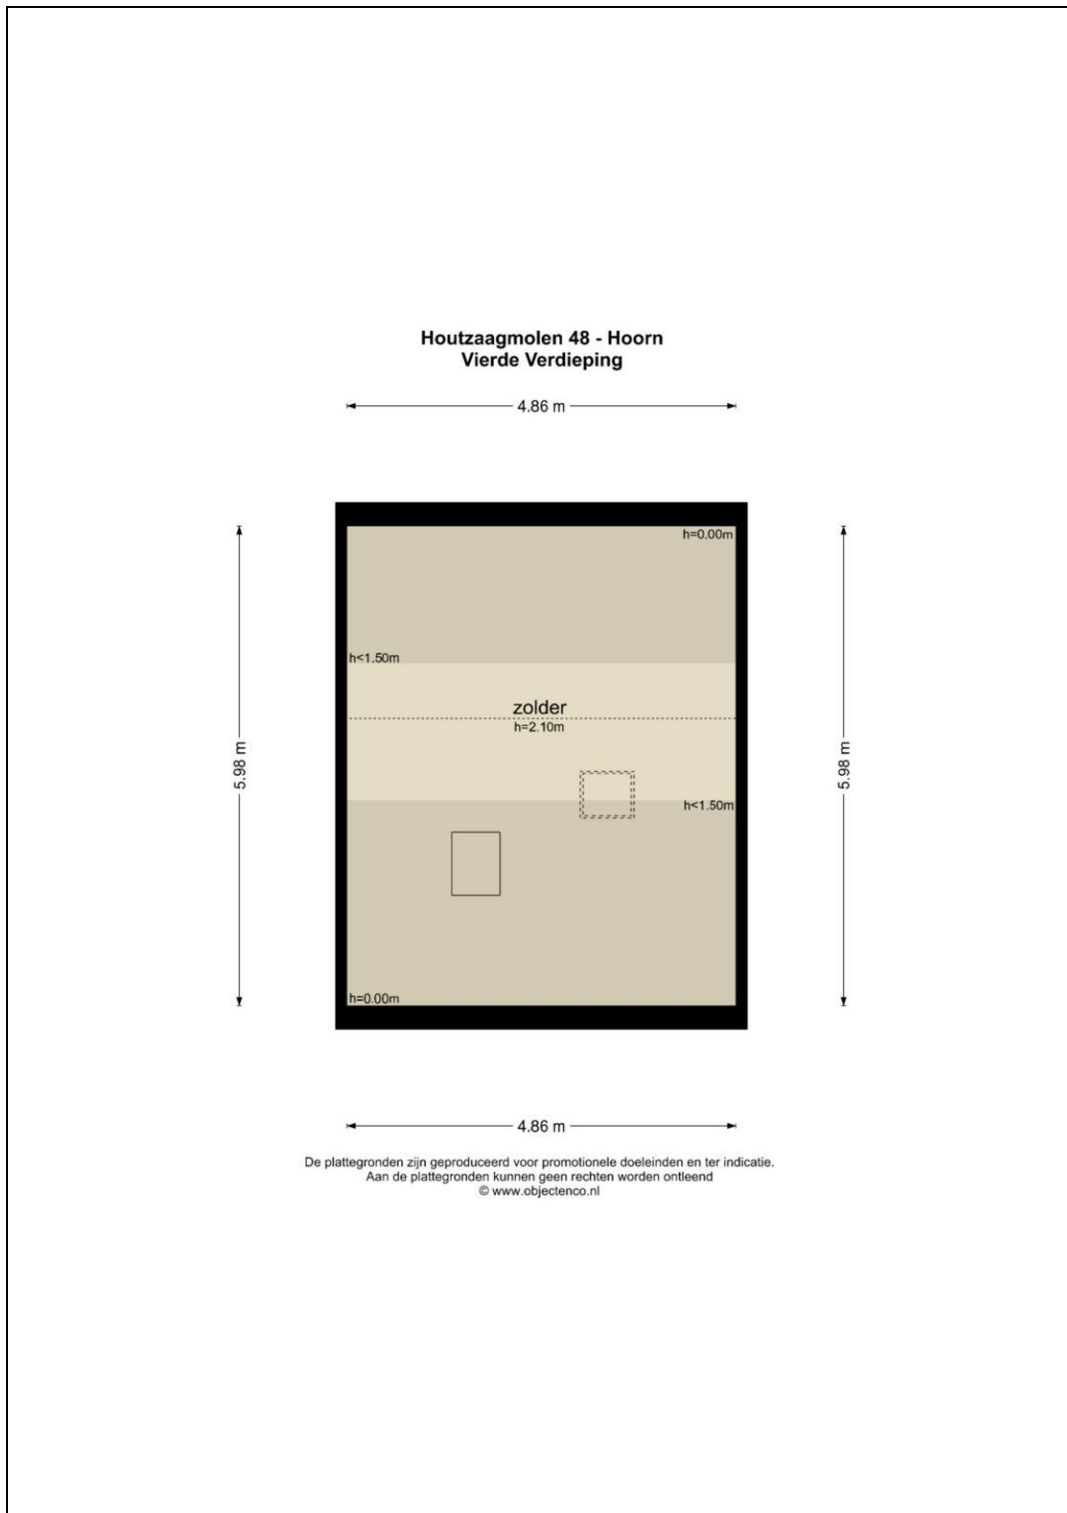 Houtzaagmolen 48 - Hoorn
Vierde Verdieping
4.86 m
h=0.00m
h<1.50m
zolder
h=2.10m
5.98 m
5.98 m
h<1.50m
h=0.00m
4.86 m
De plattegronden zijn geproduceerd voor promotionele doeleinden en ter indicatie.
Aan de plattegronden kunnen geen rechten worden ontleend
© www.objectenco.nl